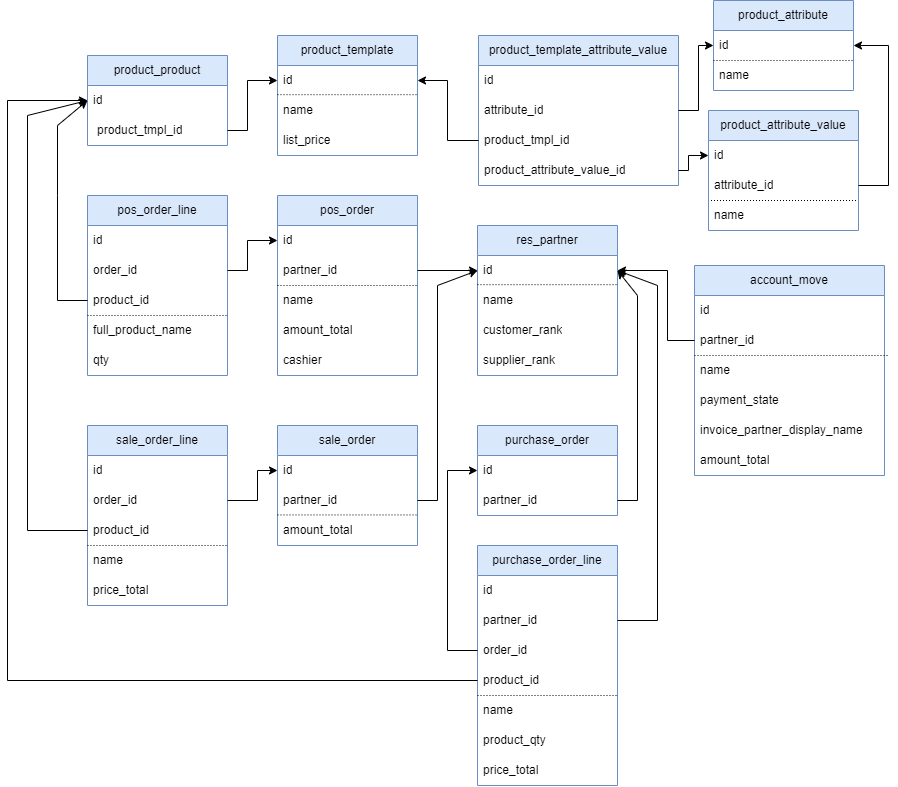 product_product
id
product_tmpl_id
product_template
id
name
list_price
product_template_attribute_value
id
attribute_id
product_tmpl_id
product_attribute_value_id
product_attribute
id
name
product_attribute_value
id
attribute_id
name
pos_order_line
id
order_id
product_id
full_product_name
qty
pos_order
id
partner_id
name
amount_total
cashier
res_partner
id
name
customer_rank
supplier_rank
account_move
id
partner_id
name
payment_state
invoice_partner_display_name
amount_total
sale_order_line
id
order_id
product_id
name
price_total
sale_order
id
partner_id
amount_total
purchase_order
id
partner_id
purchase_order_line
id
partner_id
order_id
product_id
name
product_qty
price_total